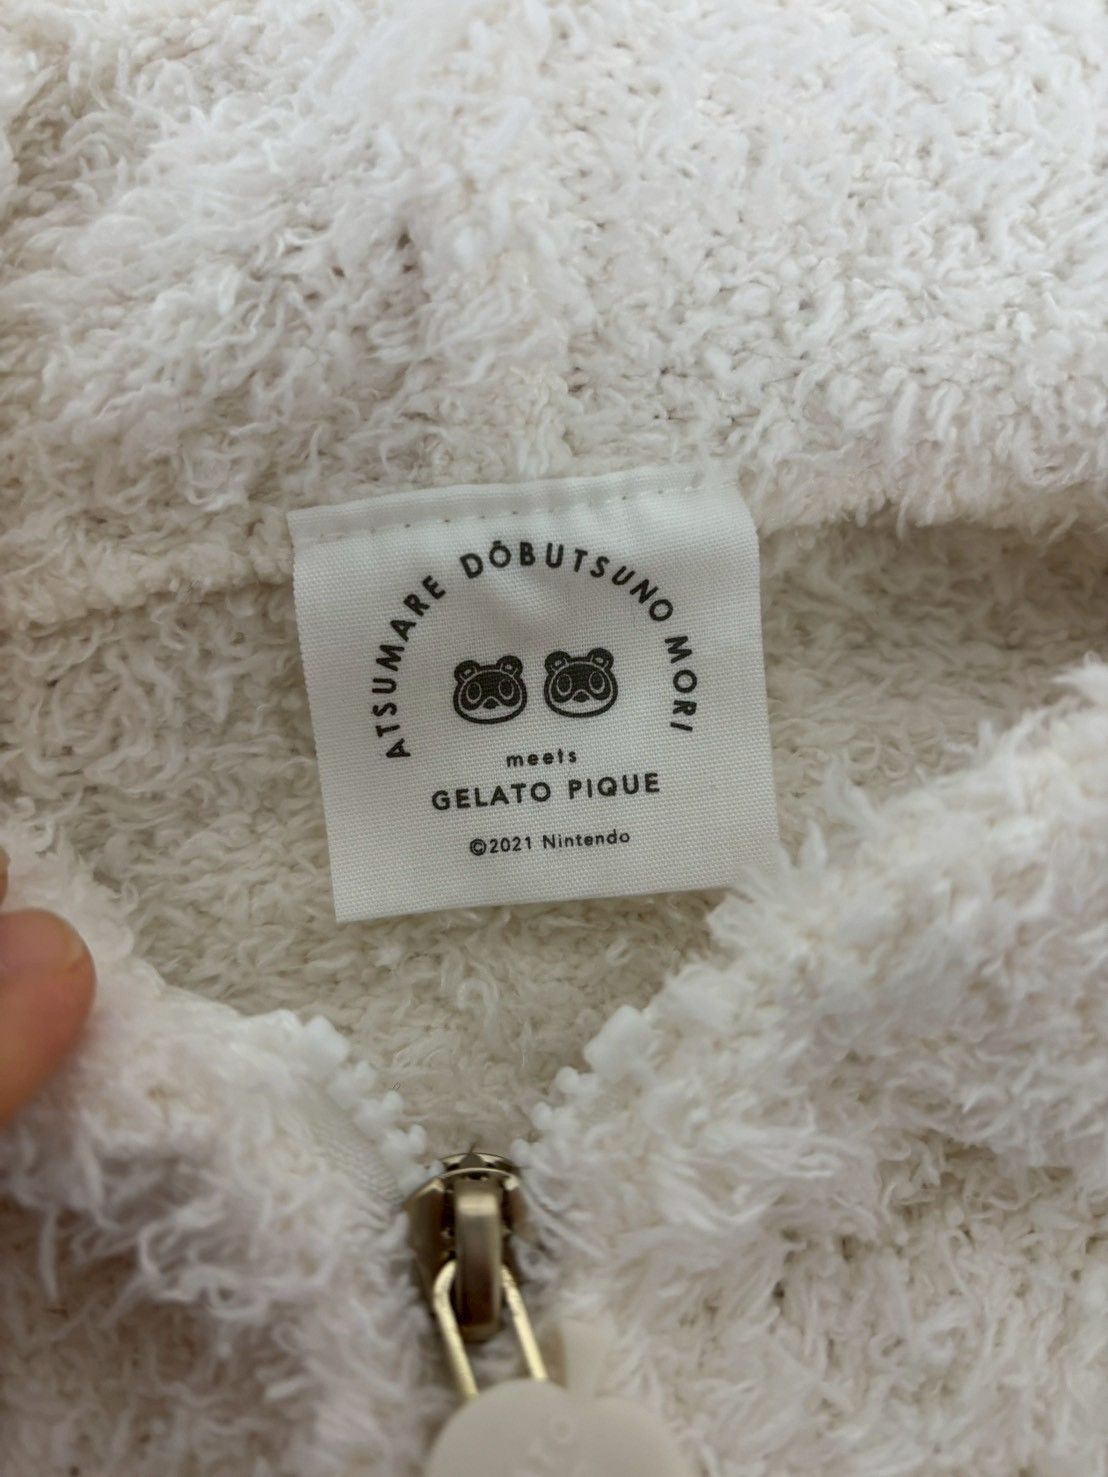 ATSUMARE DŌBUTSUNO MORI
meets
GELATO PIQUE
©2021 Nintendo